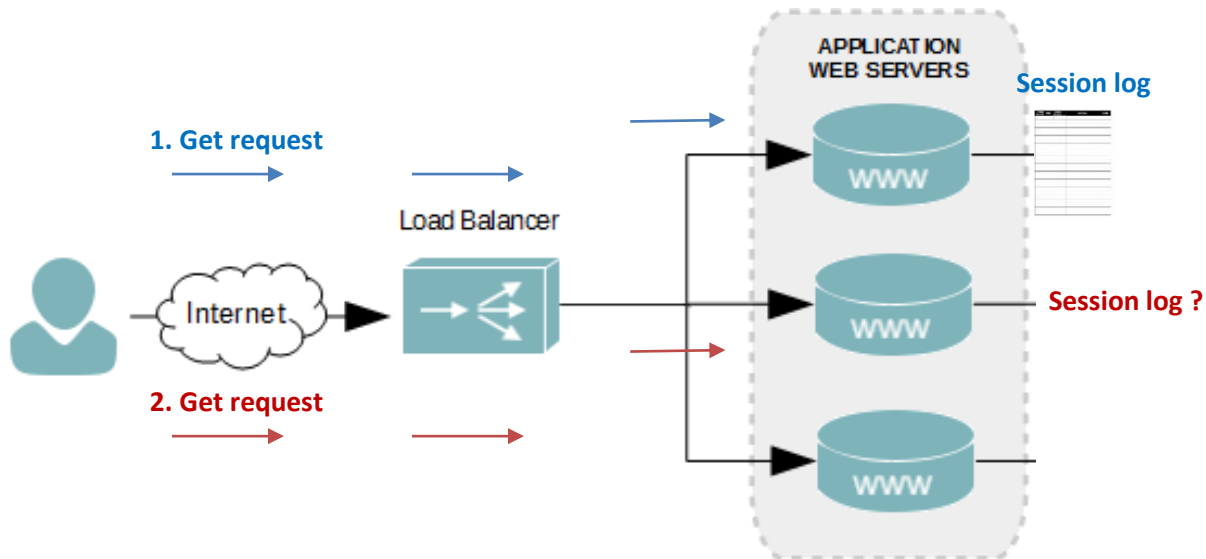 APPLICATION
WEB SERVERS
Session log
1. Get request
WWW
Load Balancer
Internet
Session log ?
WWW
2. Get request
WWW